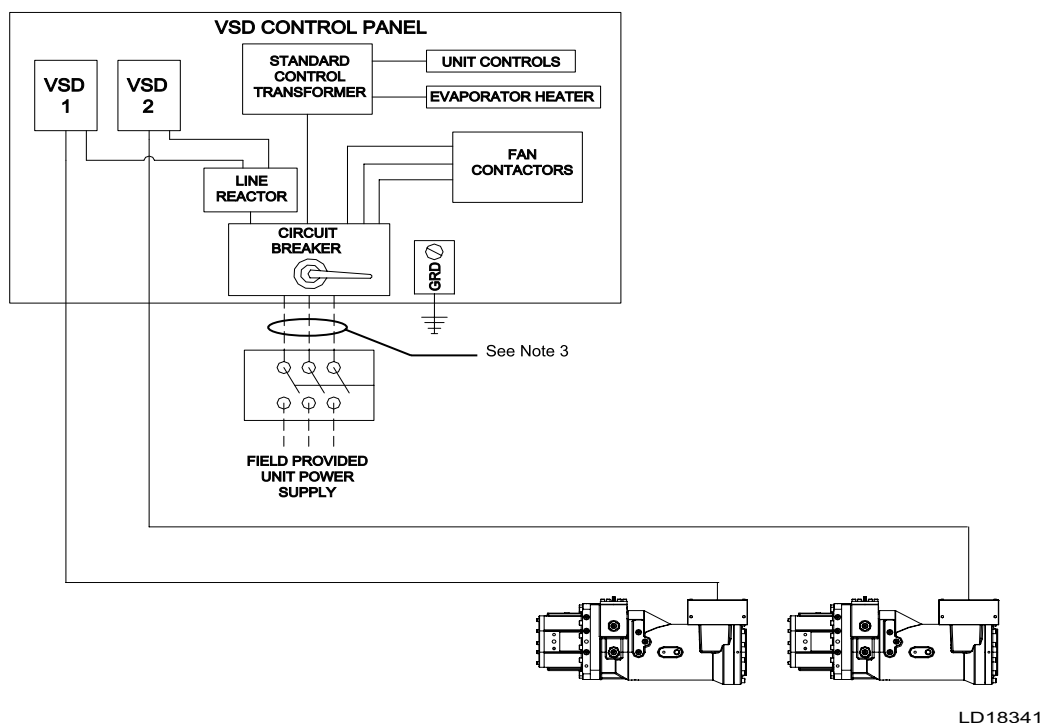 VSD CONTROL PANEL
VSD
1
VSD
2
STANDARD
CONTROL
TRANSFORMER
UNIT CONTROLS
EVAPORATOR HEATER
FAN
CONTACTORS
LINE
REACTOR
CIRCUIT
BREAKER
GRD
See Note 3
FIELD PROVIDED
UNIT POWER
SUPPLY
LD18341